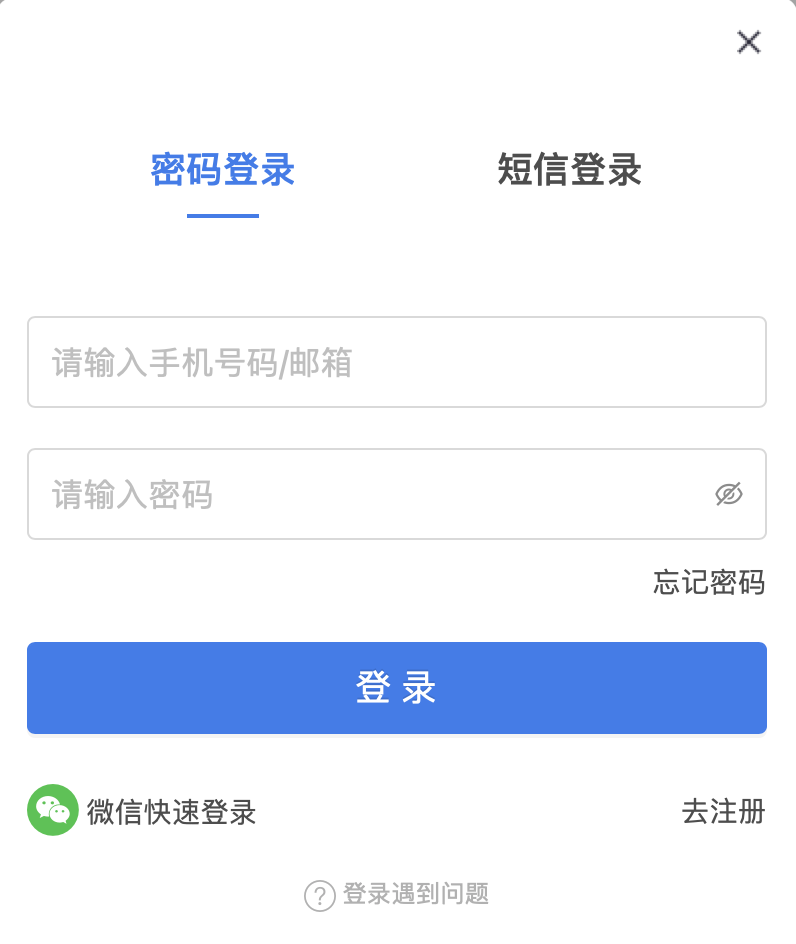 密码登录
短信登录
请输入手机号码/邮箱
请输入密码
忘记密码
登 录
微信快速登录
去注册
? 登录遇到问题